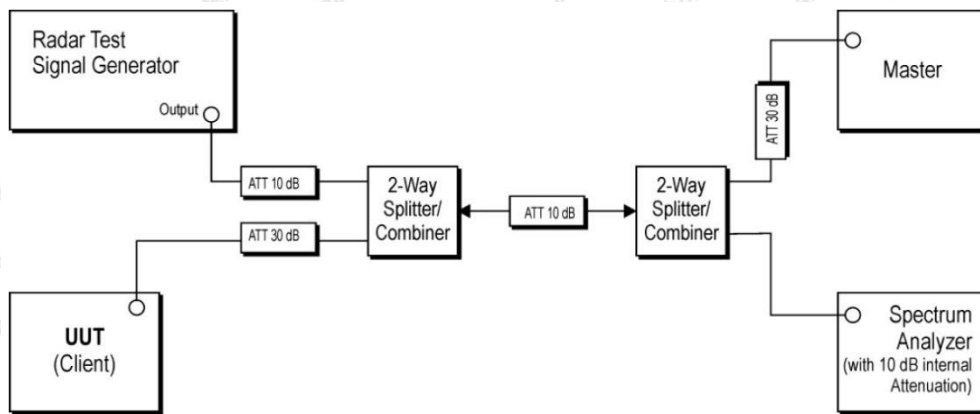 Radar Test
Signal Generator
Output
ATT 10 dB
ATT 30 dB
UUT
(Client)
2-Way
Splitter/
Combiner
ATT 10 dB
2-Way
Splitter/
Combiner
ATT 30 dB
Master
Spectrum
Analyzer
(with 10 dB internal
Attenuation)